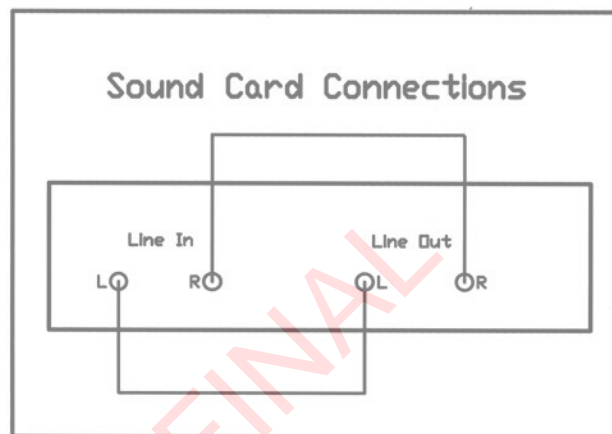 Sound Card Connections
Line In
Line Out
L
R
L
R
FINAL